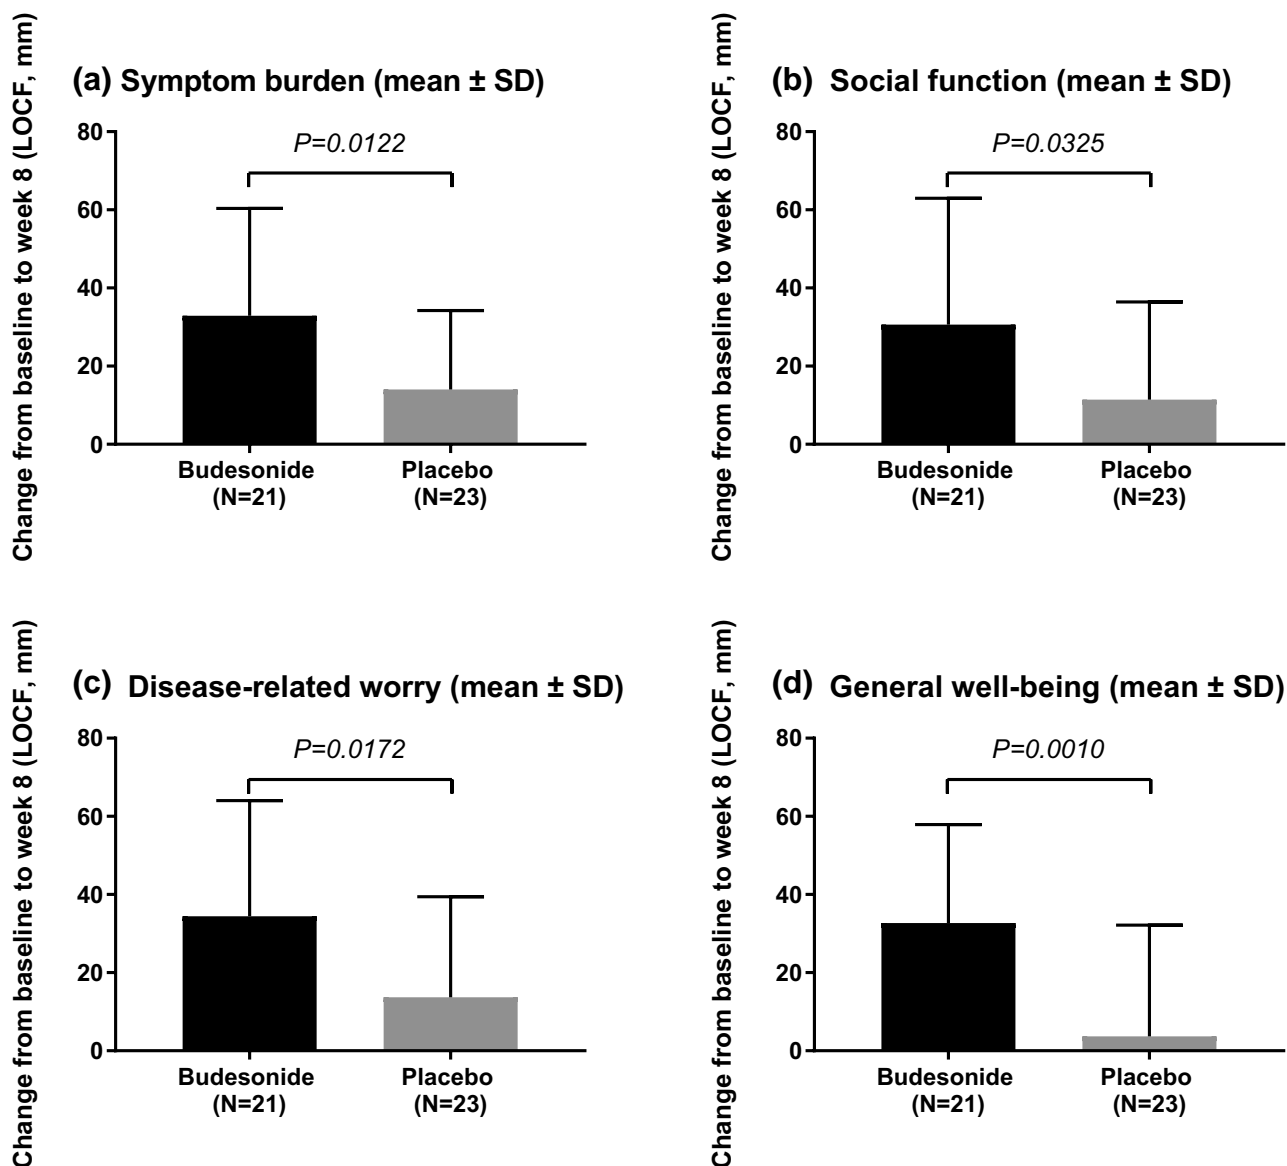 Change from baseline to week 8 (LOCF, mm)
(a) Symptom burden (mean ± SD)
P=0.0122
80
60
40
20
0
Budesonide
(N=21)
Placebo
(N=23)
Change from baseline to week 8 (LOCF, mm)
(b) Social function (mean ± SD)
P=0.0325
80
60
40
20
0
Budesonide
(N=21)
Placebo
(N=23)
Change from baseline to week 8 (LOCF, mm)
(c) Disease-related worry (mean ± SD)
P=0.0172
80
60
40
20
0
Budesonide
(N=21)
Placebo
(N=23)
Change from baseline to week 8 (LOCF, mm)
(d) General well-being (mean ± SD)
P=0.0010
80
60
40
20
0
Budesonide
(N=21)
Placebo
(N=23)